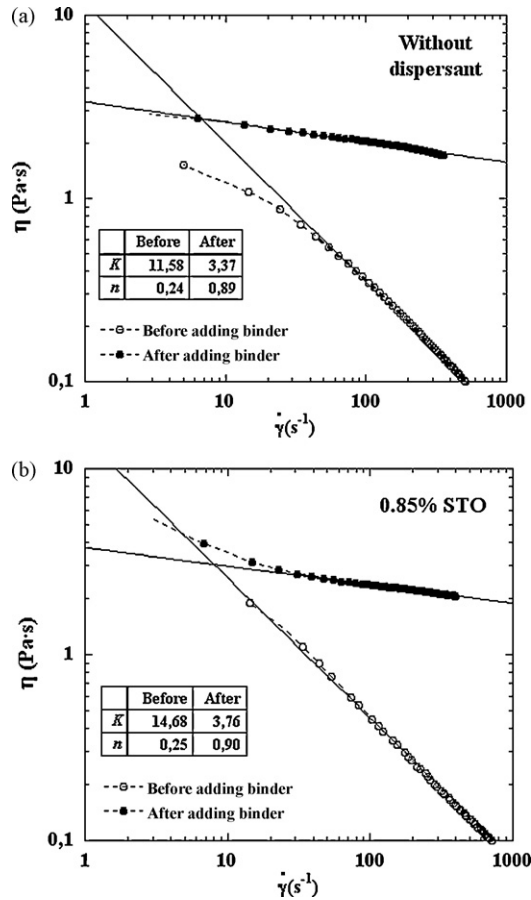 (a)
10
Without
dispersant
η (Pa·s)
1
Before After
K 11,58 3,37
n 0,24 0,89
Before adding binder
After adding binder
0,1
1 10 100 1000
γ̇(s⁻¹)
(b)
10
0.85% STO
η (Pa·s)
1
Before After
K 14,68 3,76
n 0,25 0,90
Before adding binder
After adding binder
0,1
1 10 100 1000
γ̇(s⁻¹)